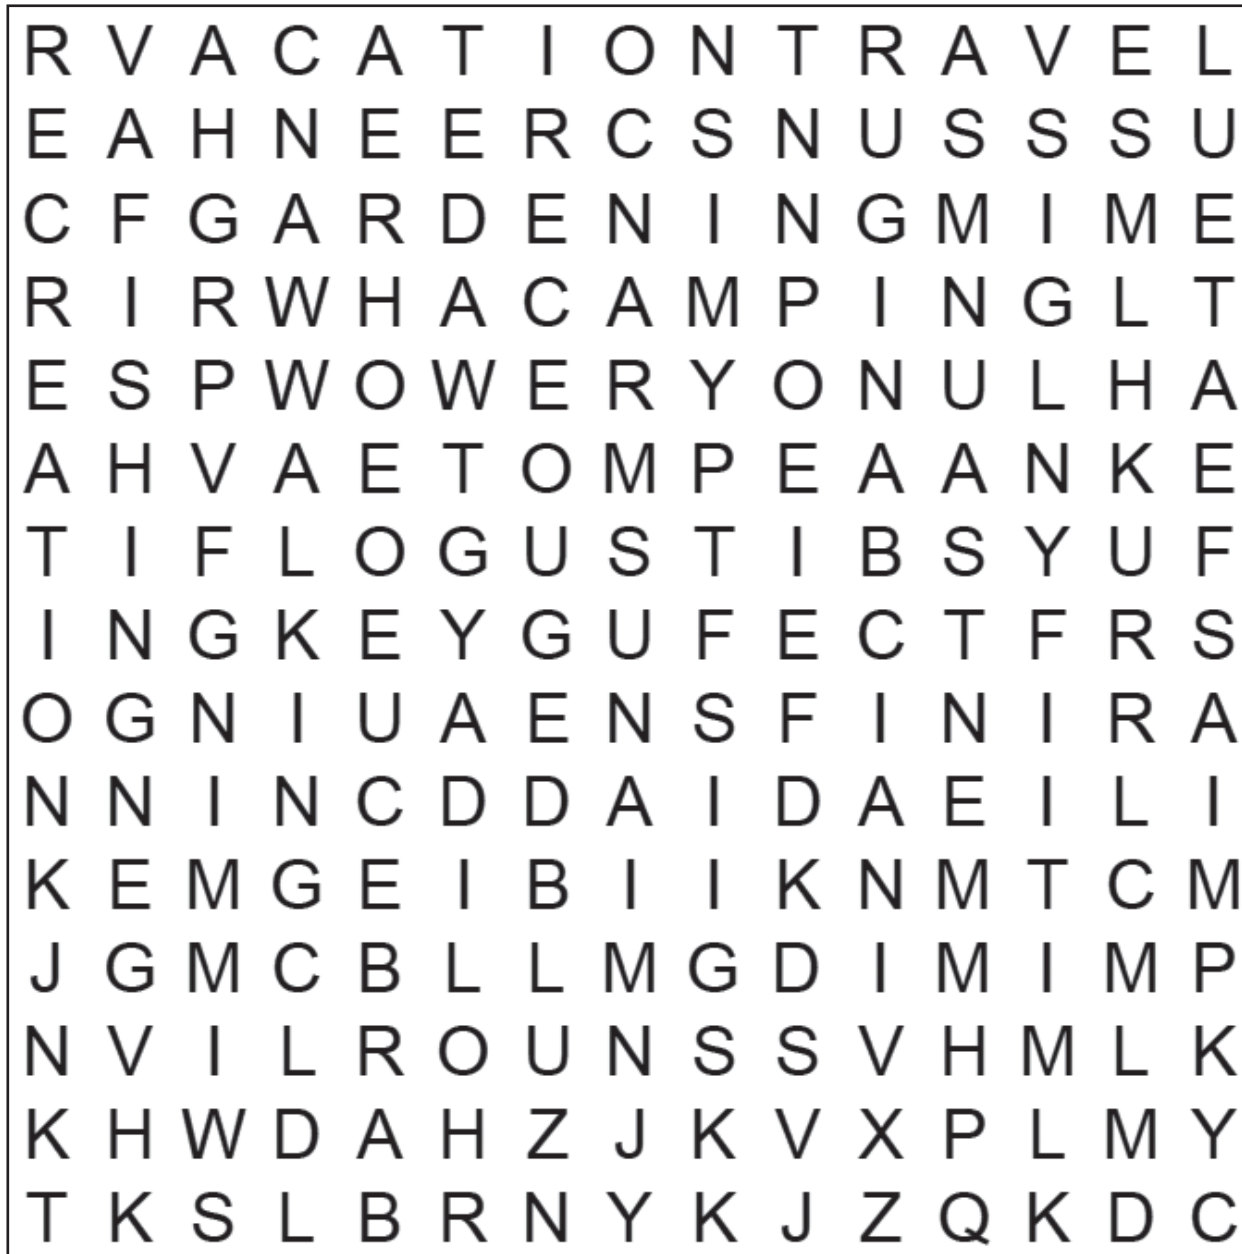 R V A C A T I O N T R A V E L
E A H N E E R C S N U S S S U
C F G A R D E N I N G M I M E
R I R W H A C A M P I N G L T
E S P W O W E R Y O N U L H A
A H V A E T O M P E A A N K E
T I F L O G U S T I B S Y U F
I N G K E Y G U F E C T F R S
O G N I U A E N S F I N I R A
N N I N C D D A I D A E I L I
K E M G E I B I I K N M T C M
J G M C B L L M G D I M I M P
N V I L R O U N S S V H M L K
K H W D A H Z J K V X P L M Y
T K S L B R N Y K J Z Q K D C